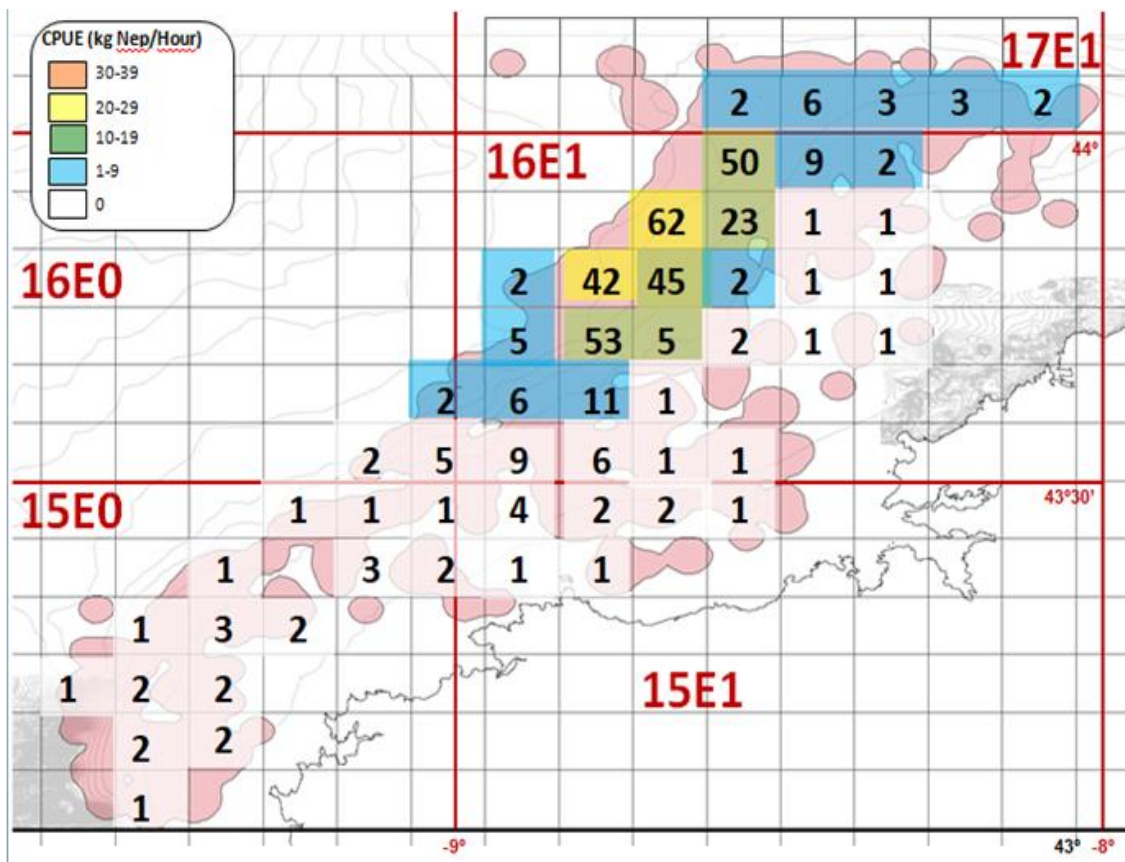 CPUE (kg Nep/Hour)
30-39
20-29
10-19
1-9
0
17E1
2 6 3 3 2
44°
16E1
50 9 2
62 23 1 1
16E0
2 42 45 2 1 1
5 53 5 2 1 1
2 6 11 1
2 5 9 6 1 1
15E0
43°30'
1 1 1 4 2 2 1
1 3 2 1 1
1 3 2
1 2 2
15E1
2 2
1
-9°
43° -8°